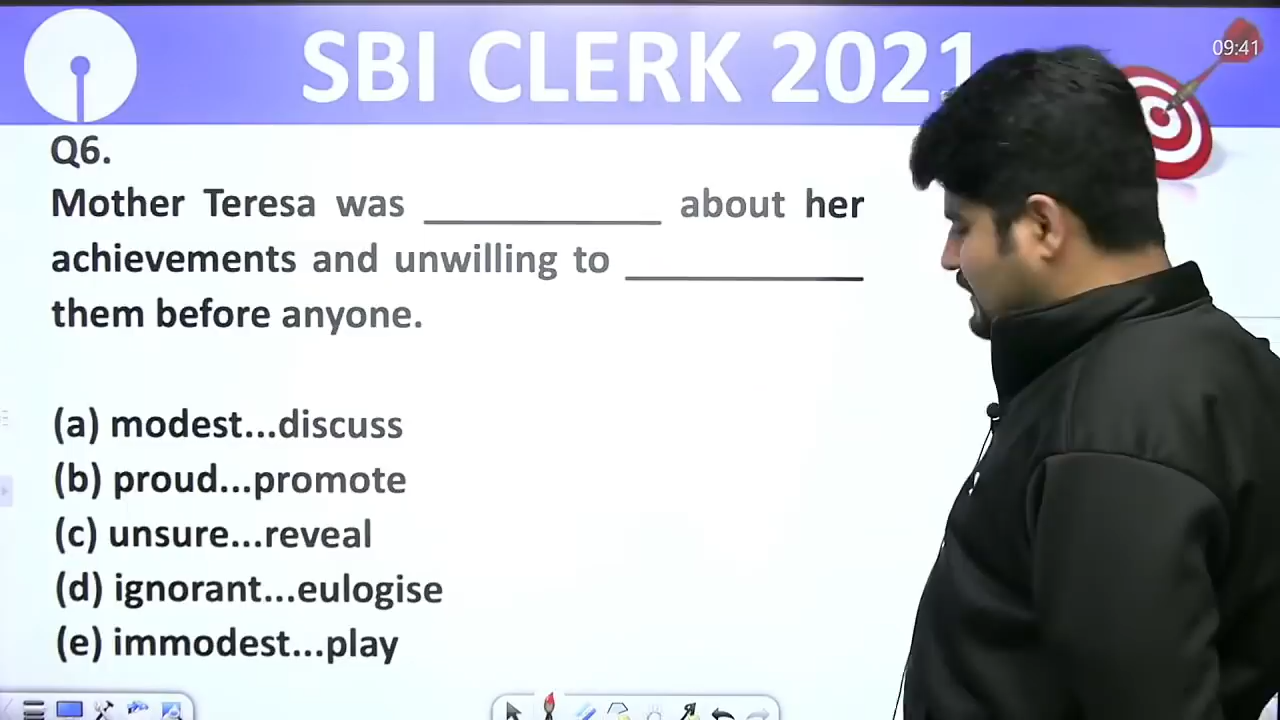 SBI CLERK 2021
09:41
Q6.
Mother Teresa was ____________ about her
achievements and unwilling to ____________
them before anyone.
(a) modest...discuss
(b) proud...promote
(c) unsure...reveal
(d) ignorant...eulogise
(e) immodest...play